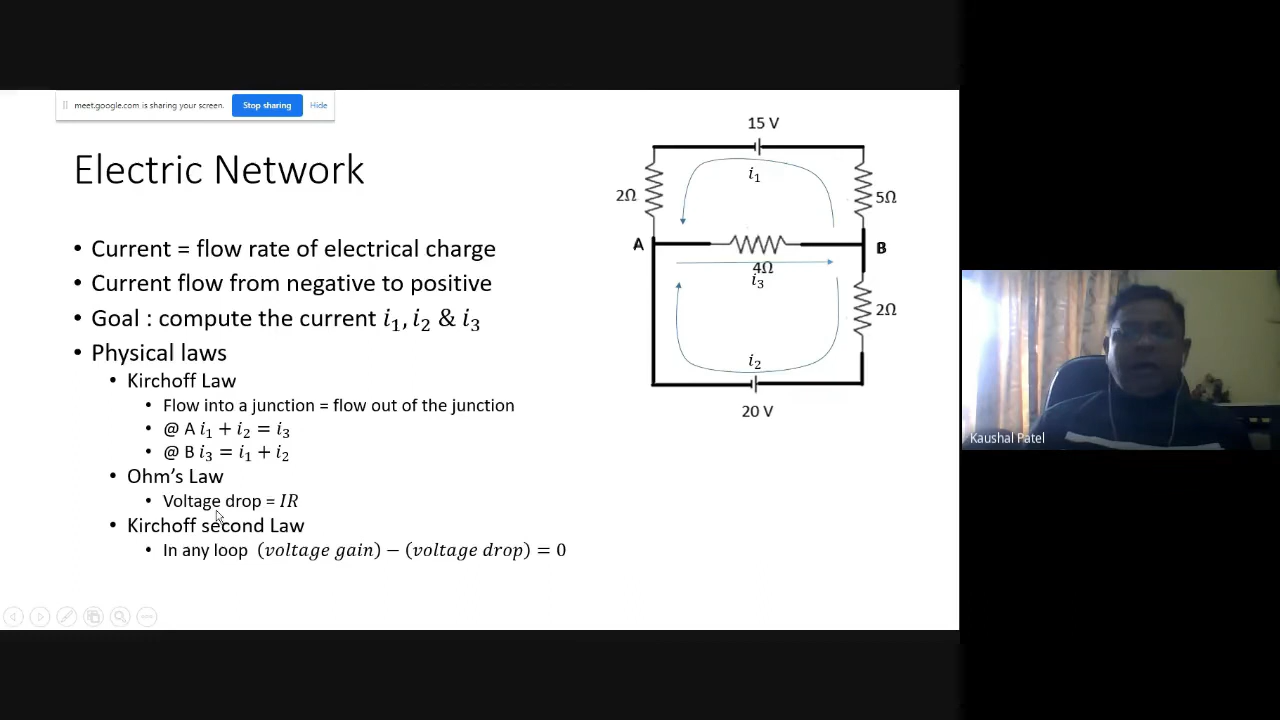 meet.google.com is sharing your screen. Stop sharing Hide
Electric Network
• Current = flow rate of electrical charge
• Current flow from negative to positive
• Goal : compute the current i₁, i₂ & i₃
• Physical laws
• Kirchoff Law
• Flow into a junction = flow out of the junction
• @ A i₁ + i₂ = i₃
• @ B i₃ = i₁ + i₂
• Ohm’s Law
• Voltage drop = IR
• Kirchoff second Law
• In any loop (voltage gain) − (voltage drop) = 0
15 V
i₁
2Ω
5Ω
A
B
4Ω
i₃
2Ω
i₂
20 V
Kaushal Patel